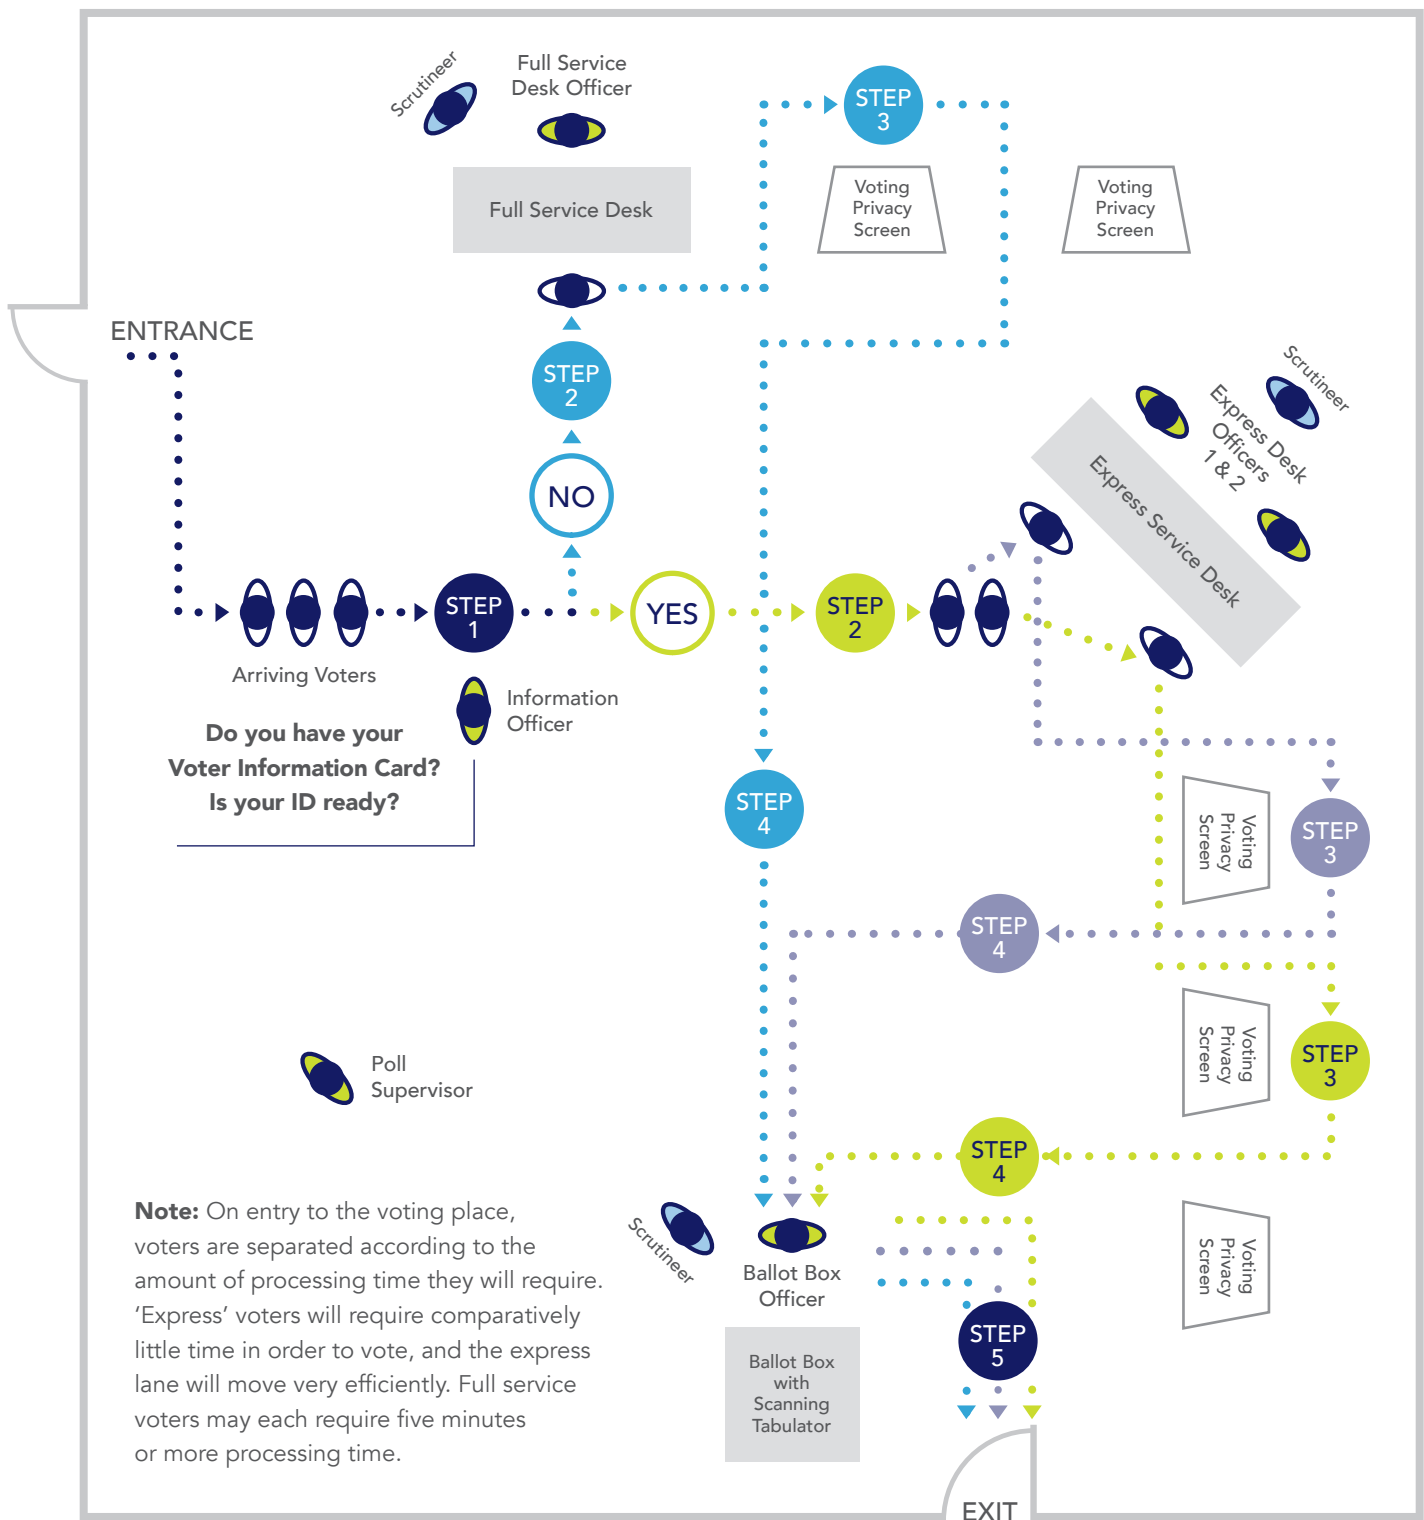 Scrutineer
Full Service
Desk Officer
Full Service Desk
STEP
3
Voting
Privacy
Screen
Voting
Privacy
Screen
ENTRANCE
STEP
2
NO
Scrutineer
Express Desk
Officers
1 & 2
Express Service Desk
STEP
1
YES
STEP
2
Arriving Voters
Information
Officer
Do you have your
Voter Information Card?
Is your ID ready?
STEP
4
Voting
Privacy
Screen
STEP
3
STEP
4
Voting
Privacy
Screen
STEP
3
Poll
Supervisor
STEP
4
Note: On entry to the voting place,
voters are separated according to the
amount of processing time they will require.
'Express' voters will require comparatively
little time in order to vote, and the express
lane will move very efficiently. Full service
voters may each require five minutes
or more processing time.
Scrutineer
Ballot Box
Officer
Voting
Privacy
Screen
STEP
5
Ballot Box
with
Scanning
Tabulator
EXIT